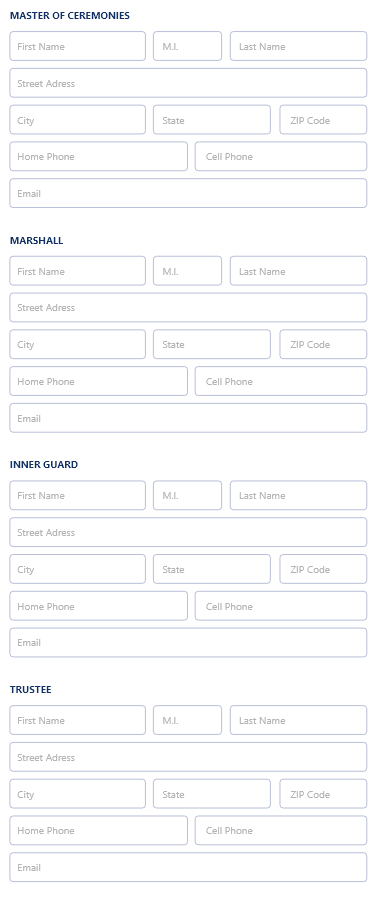 MASTER OF CEREMONIES
First Name M.I. Last Name
Street Adress
City State ZIP Code
Home Phone Cell Phone
Email
MARSHALL
First Name M.I. Last Name
Street Adress
City State ZIP Code
Home Phone Cell Phone
Email
INNER GUARD
First Name M.I. Last Name
Street Adress
City State ZIP Code
Home Phone Cell Phone
Email
TRUSTEE
First Name M.I. Last Name
Street Adress
City State ZIP Code
Home Phone Cell Phone
Email